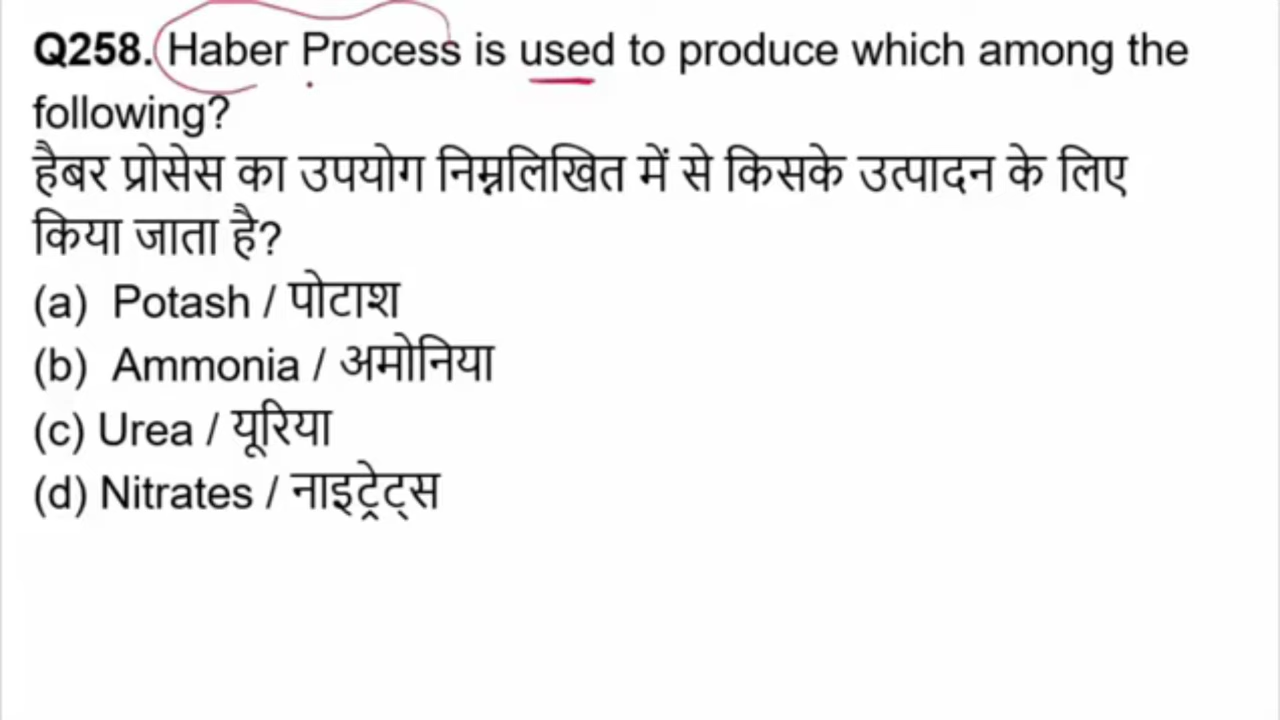 Q258. Haber Process is used to produce which among the
following?
हैबर प्रोसेस का उपयोग निम्नलिखित में से किसके उत्पादन के लिए
किया जाता है?
(a) Potash / पोटाश
(b) Ammonia / अमोनिया
(c) Urea / यूरिया
(d) Nitrates / नाइट्रेट्स